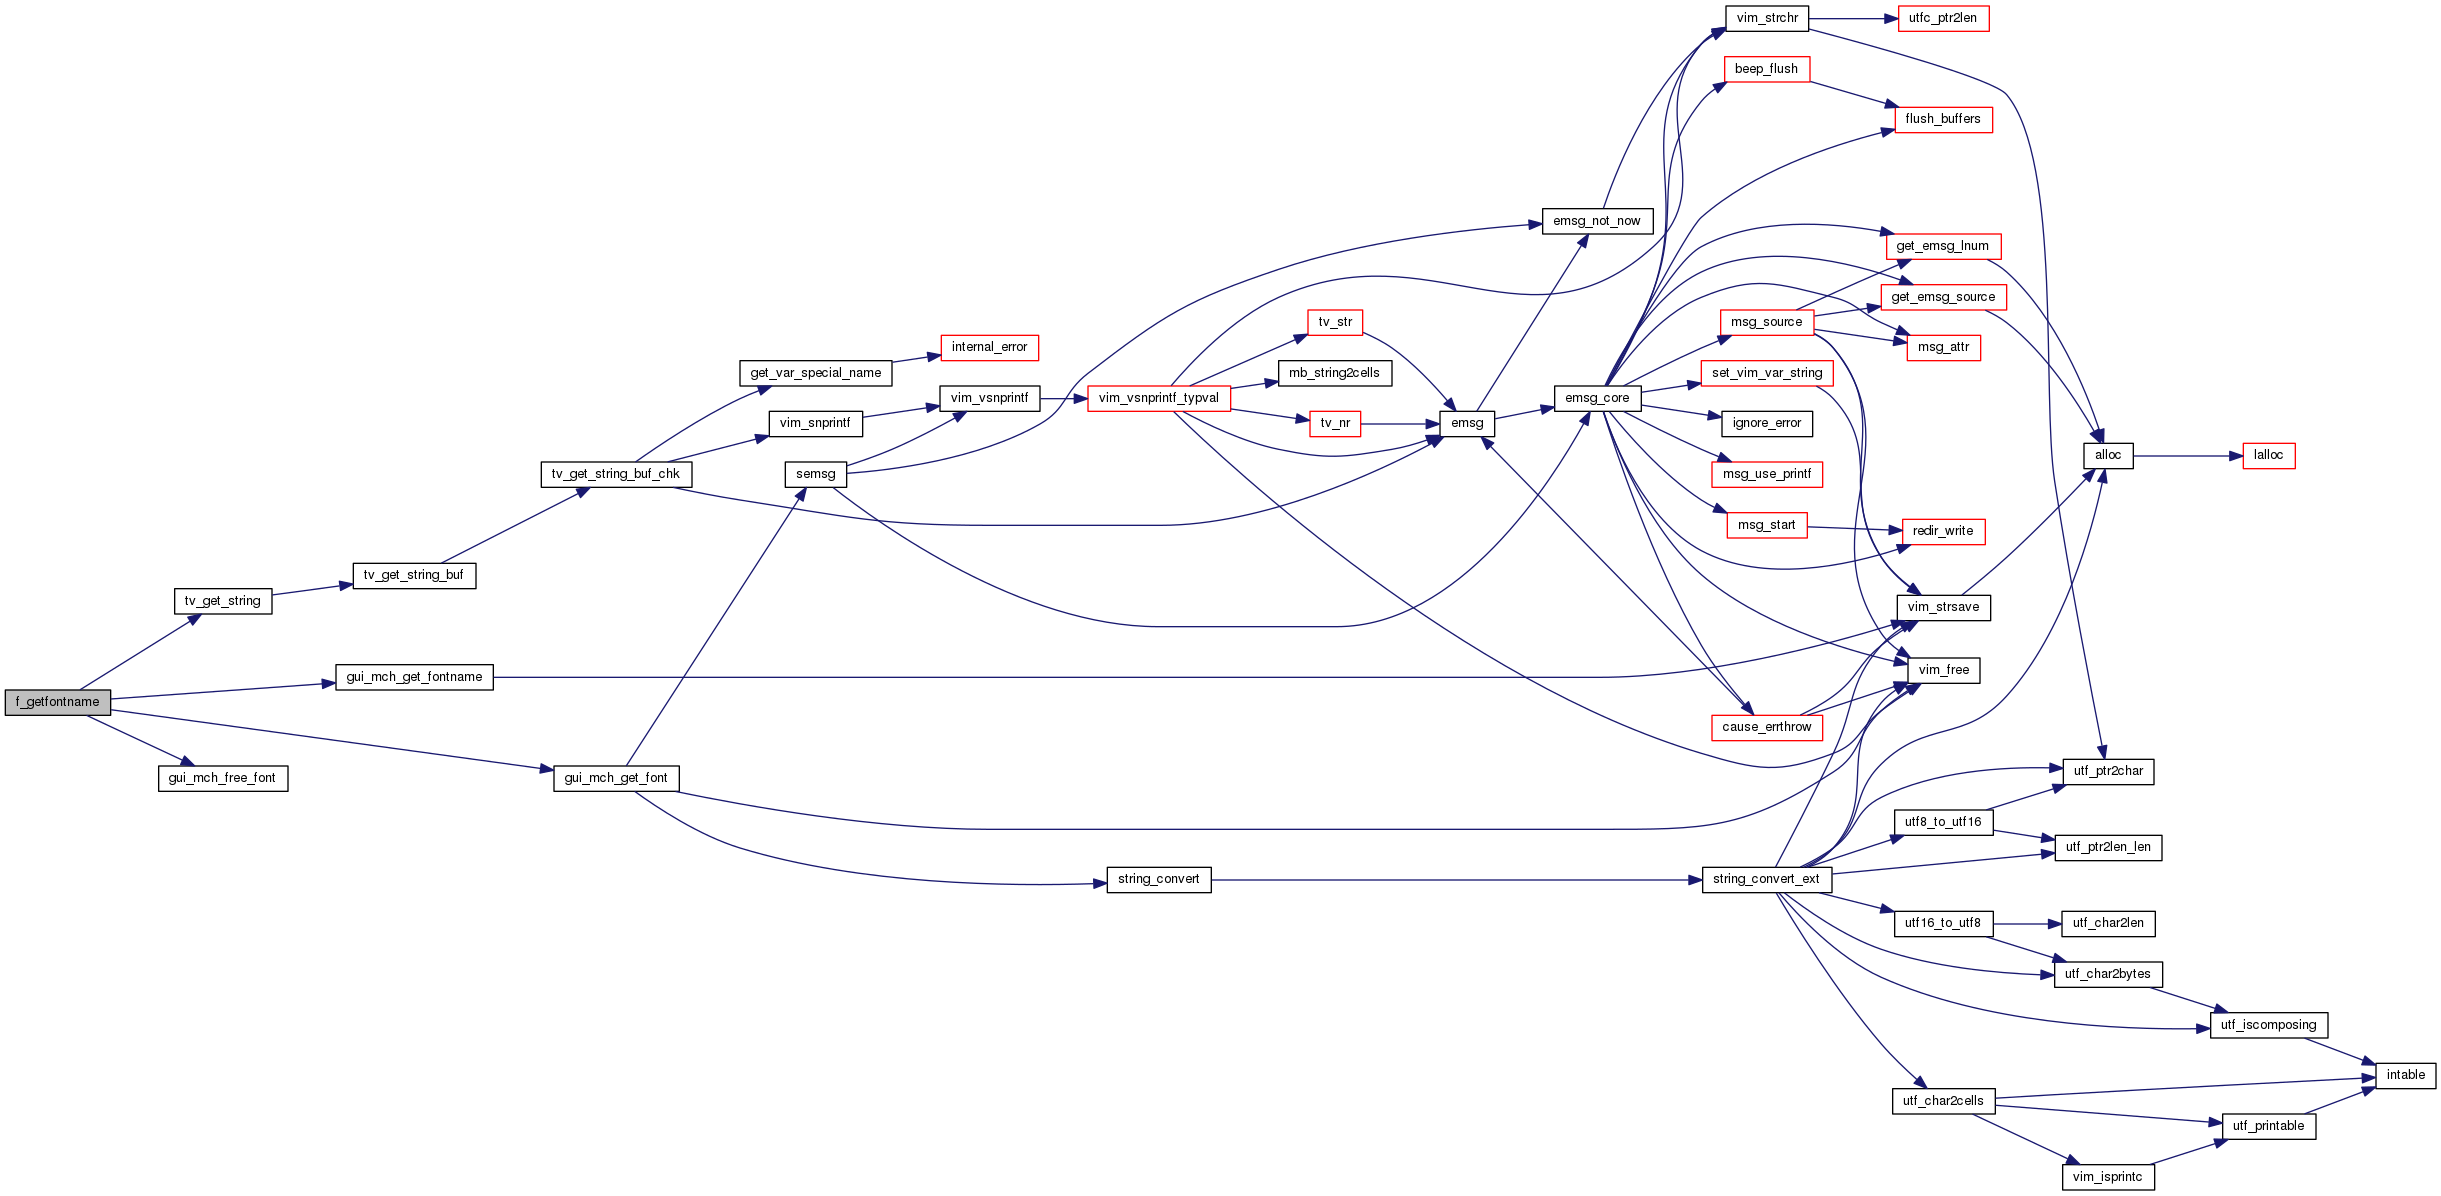 f_getfontname
tv_get_string
gui_mch_free_font
gui_mch_get_fontname
tv_get_string_buf
tv_get_string_buf_chk
gui_mch_get_font
get_var_special_name
vim_snprintf
semsg
internal_error
vim_vsnprintf
vim_vsnprintf_typval
string_convert
tv_str
mb_string2cells
tv_nr
emsg
emsg_not_now
emsg_core
vim_strchr
beep_flush
msg_source
set_vim_var_string
ignore_error
msg_use_printf
msg_start
cause_errthrow
string_convert_ext
utfc_ptr2len
flush_buffers
get_emsg_lnum
get_emsg_source
msg_attr
redir_write
vim_strsave
vim_free
utf8_to_utf16
utf16_to_utf8
utf_char2cells
alloc
utf_ptr2char
utf_ptr2len_len
utf_char2len
utf_char2bytes
vim_isprintc
lalloc
utf_iscomposing
utf_printable
intable